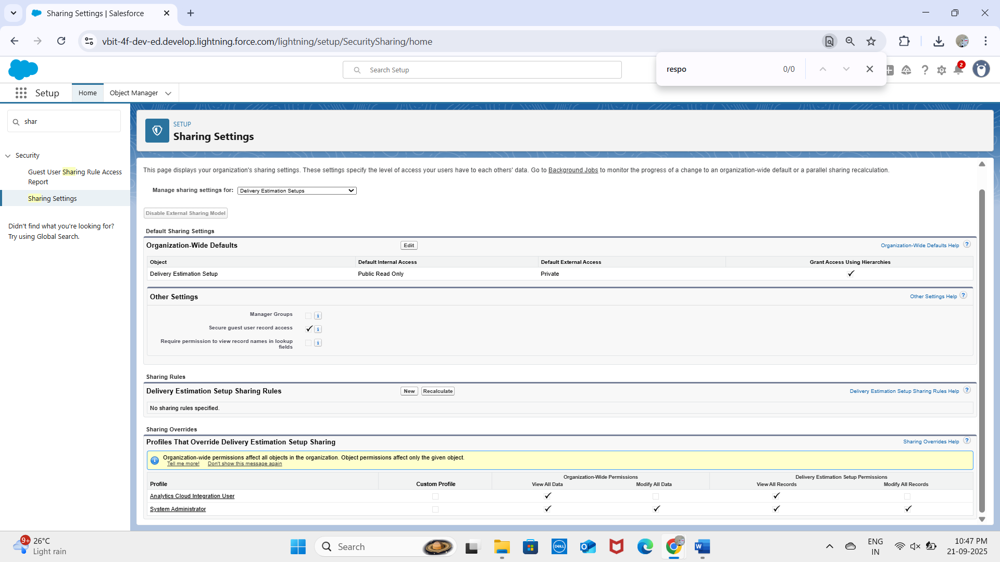 Sharing Settings | Salesforce
vbit-4f-dev-ed.develop.lightning.force.com/lightning/setup/SecuritySharing/home
respo
0/0
Search Setup
2
Setup
Home
Object Manager
shar
Security
Guest User Sharing Rule Access
Report
Sharing Settings
Didn't find what you're looking for?
Try using Global Search.
SETUP
Sharing Settings
This page displays your organization's sharing settings. These settings specify the level of access your users have to each others' data. Go to Background Jobs to monitor the progress of a change to an organization-wide default or a parallel sharing recalculation.
Manage sharing settings for: Delivery Estimation Setups
Disable External Sharing Model
Default Sharing Settings
Organization-Wide Defaults Edit Organization-Wide Defaults Help ?
Object Default Internal Access Default External Access Grant Access Using Hierarchies
Delivery Estimation Setup Public Read Only Private
Other Settings Other Settings Help ?
Manager Groups i
Secure guest user record access i
Require permission to view record names in lookup
fields i
Sharing Rules
Delivery Estimation Setup Sharing Rules New Recalculate Delivery Estimation Setup Sharing Rules Help ?
No sharing rules specified.
Sharing Overrides
Profiles That Override Delivery Estimation Setup Sharing Sharing Overrides Help ?
Organization-wide permissions affect all objects in the organization. Object permissions affect only the given object.
Tell me more! Don't show this message again
Organization-Wide Permissions Delivery Estimation Setup Permissions
Profile Custom Profile View All Data Modify All Data View All Records Modify All Records
Analytics Cloud Integration User
System Administrator
9+
26°C
Light rain
Search
DELL
W
ENG
IN
10:47 PM
21-09-2025